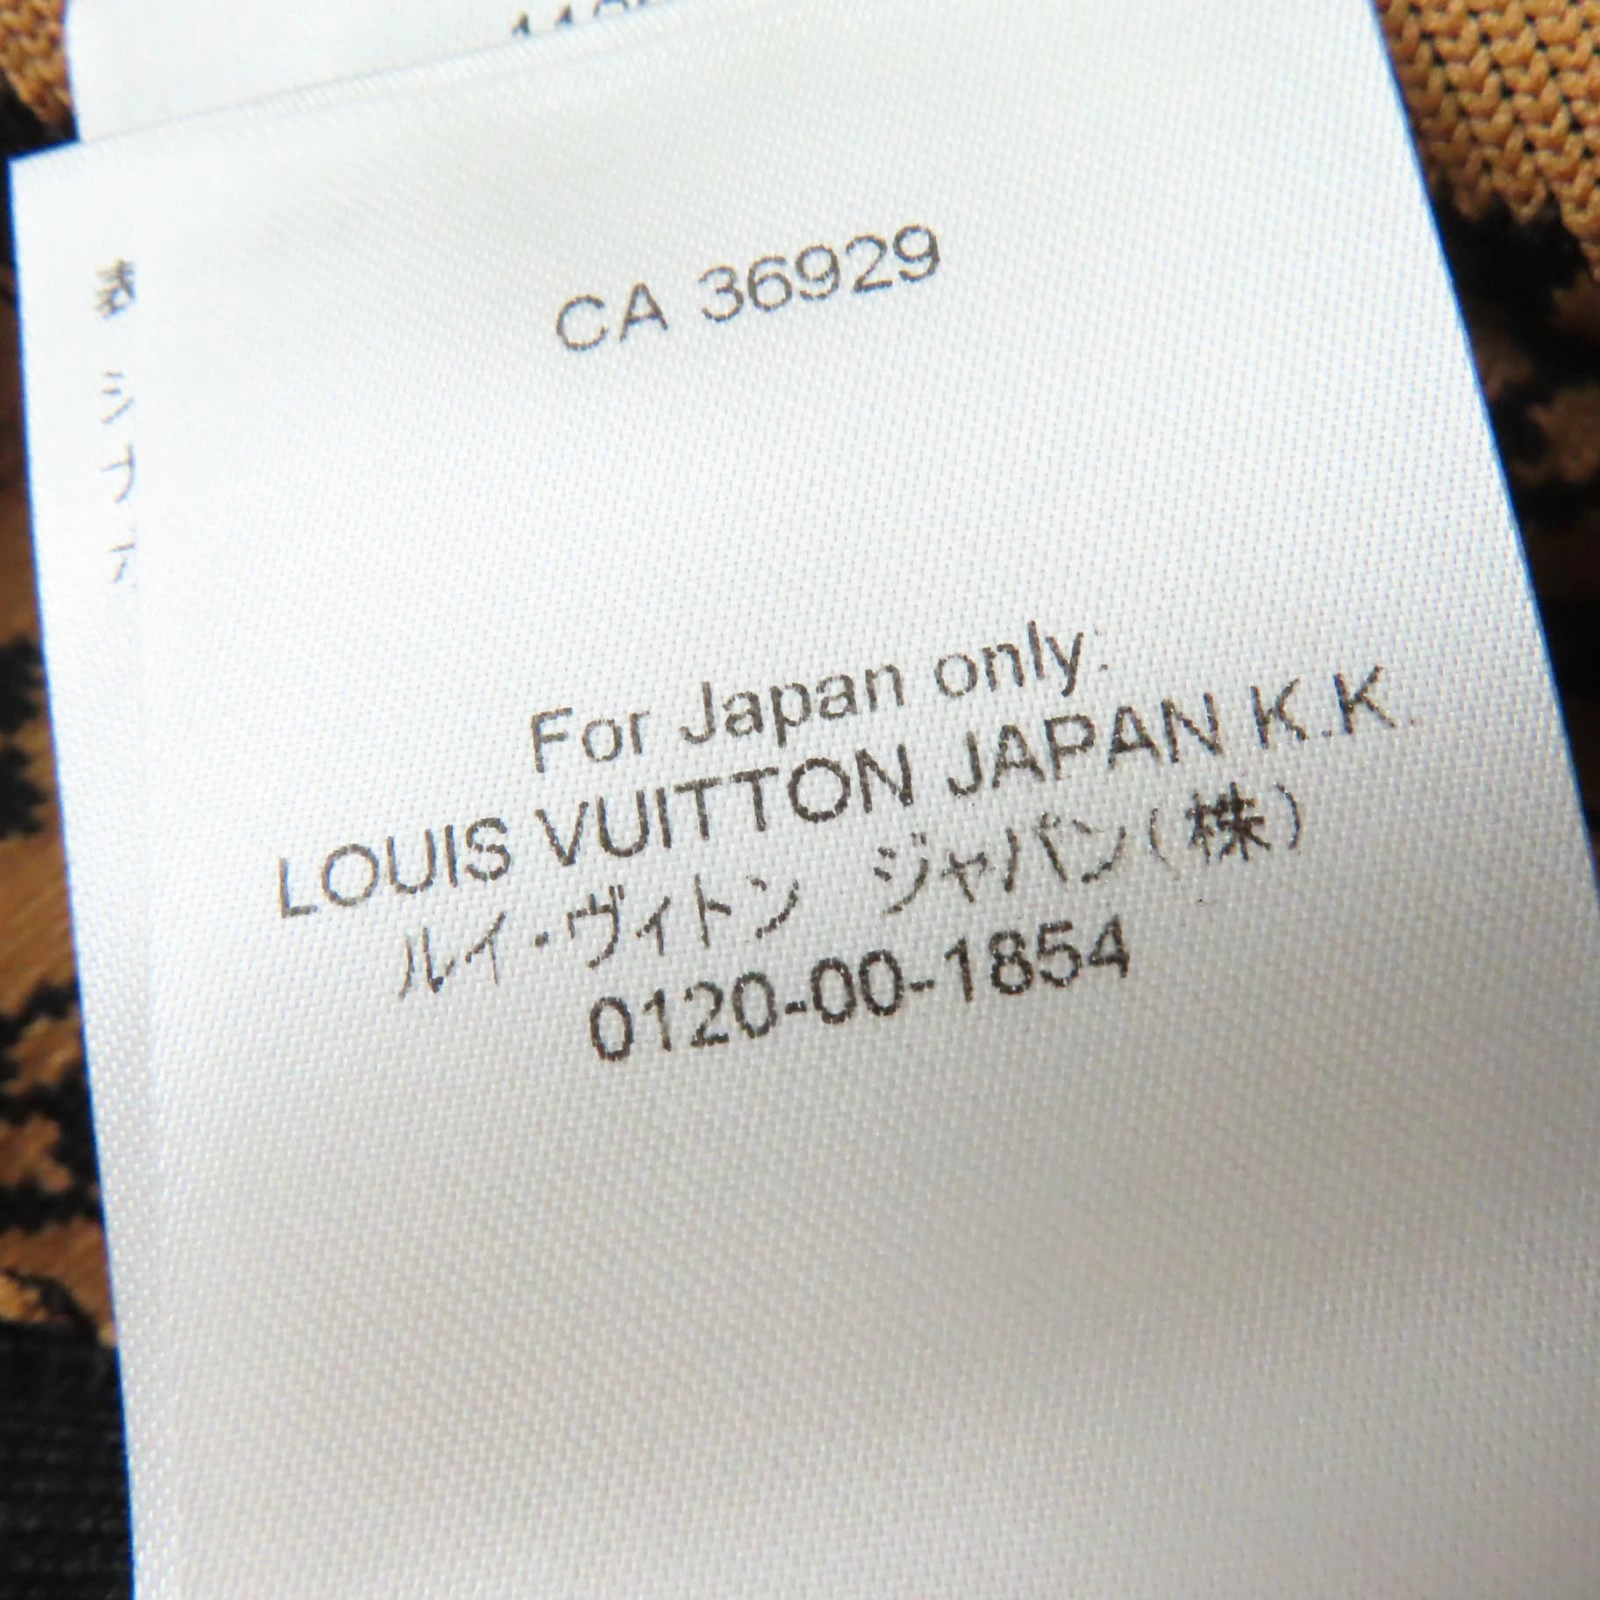 CA 36929
For Japan only:
LOUIS VUITTON JAPAN K.K.
ルイ・ヴィトン ジャパン(株)
0120-00-1854